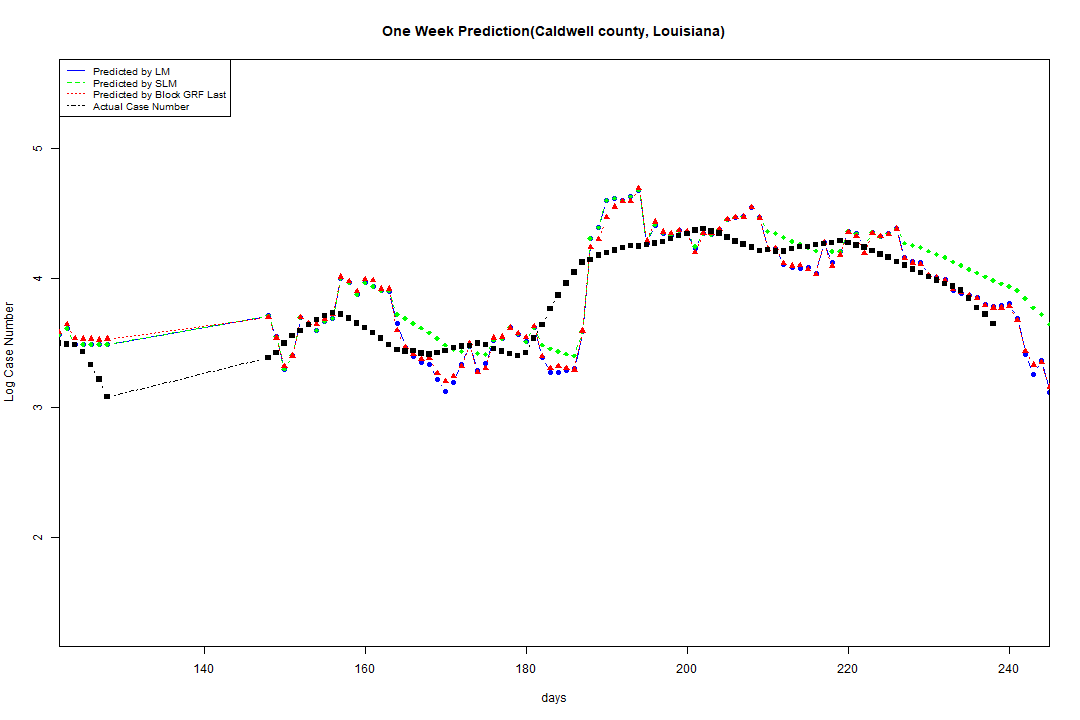 One Week Prediction(Caldwell county, Louisiana)
Predicted by LM
Predicted by SLM
Predicted by Block GRF Last
Actual Case Number
5
4
3
2
Log Case Number
140 160 180 200 220 240
days